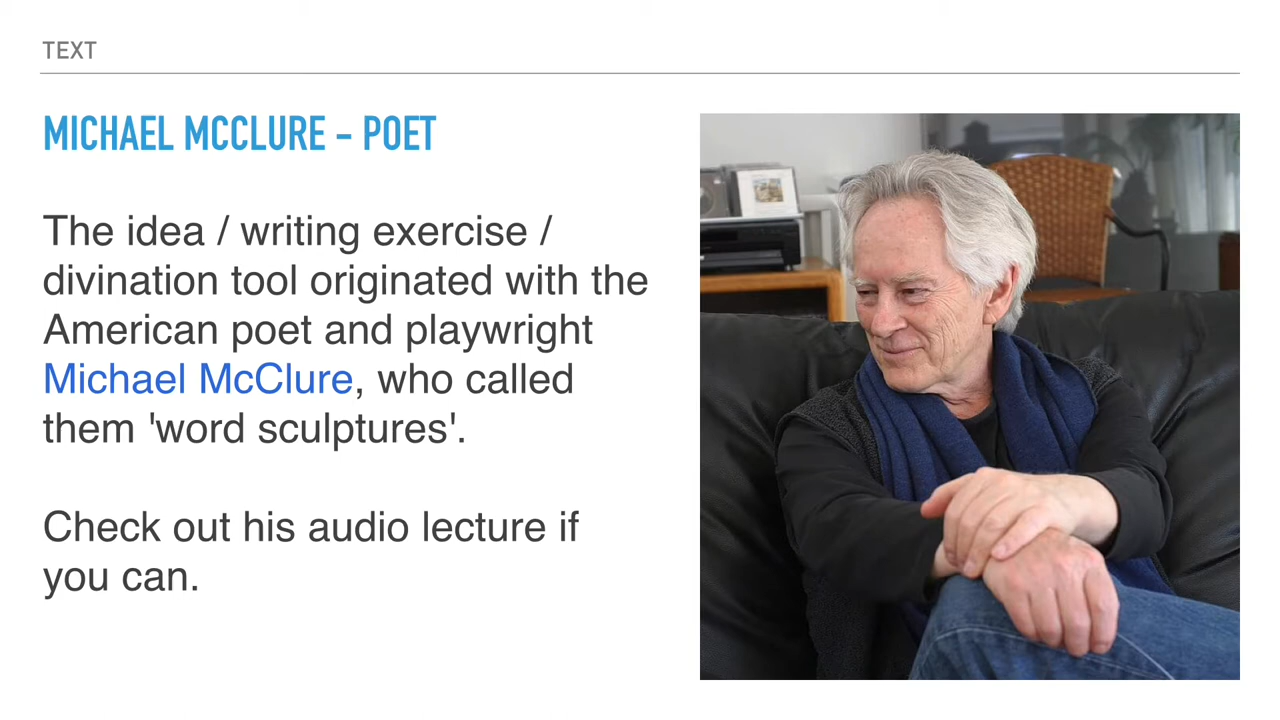 TEXT
MICHAEL MCCLURE - POET
The idea / writing exercise /
divination tool originated with the
American poet and playwright
Michael McClure, who called
them 'word sculptures'.
Check out his audio lecture if
you can.